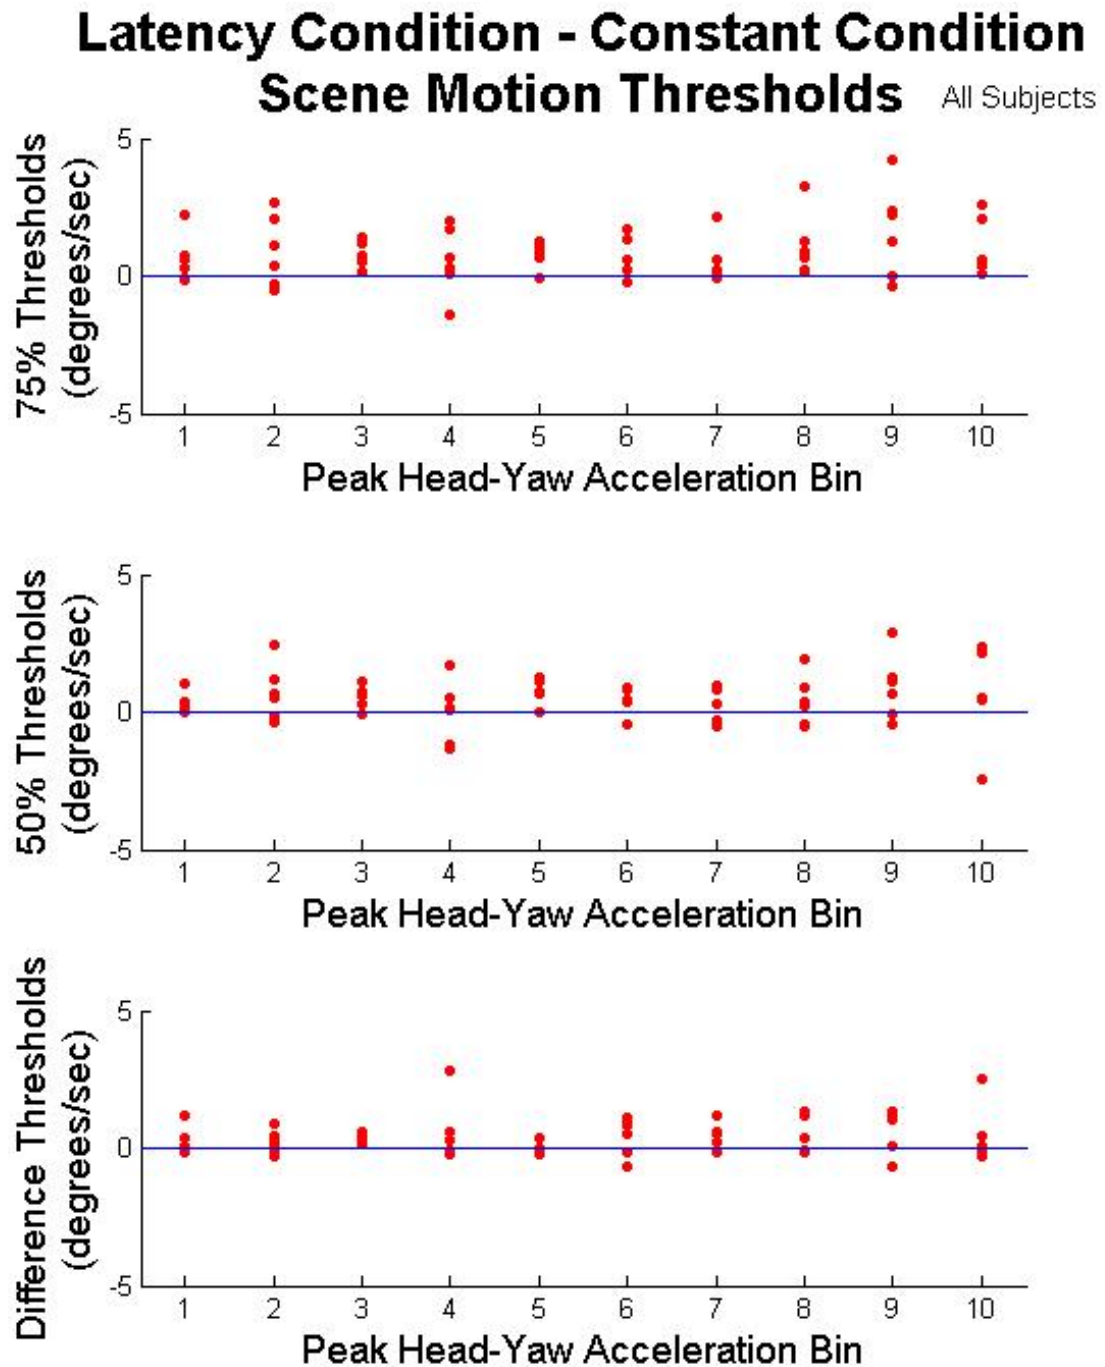 Latency Condition - Constant Condition
Scene Motion Thresholds All Subjects
75% Thresholds
(degrees/sec)
5
0
-5
1 2 3 4 5 6 7 8 9 10
Peak Head-Yaw Acceleration Bin
50% Thresholds
(degrees/sec)
5
0
-5
1 2 3 4 5 6 7 8 9 10
Peak Head-Yaw Acceleration Bin
Difference Thresholds
(degrees/sec)
5
0
-5
1 2 3 4 5 6 7 8 9 10
Peak Head-Yaw Acceleration Bin